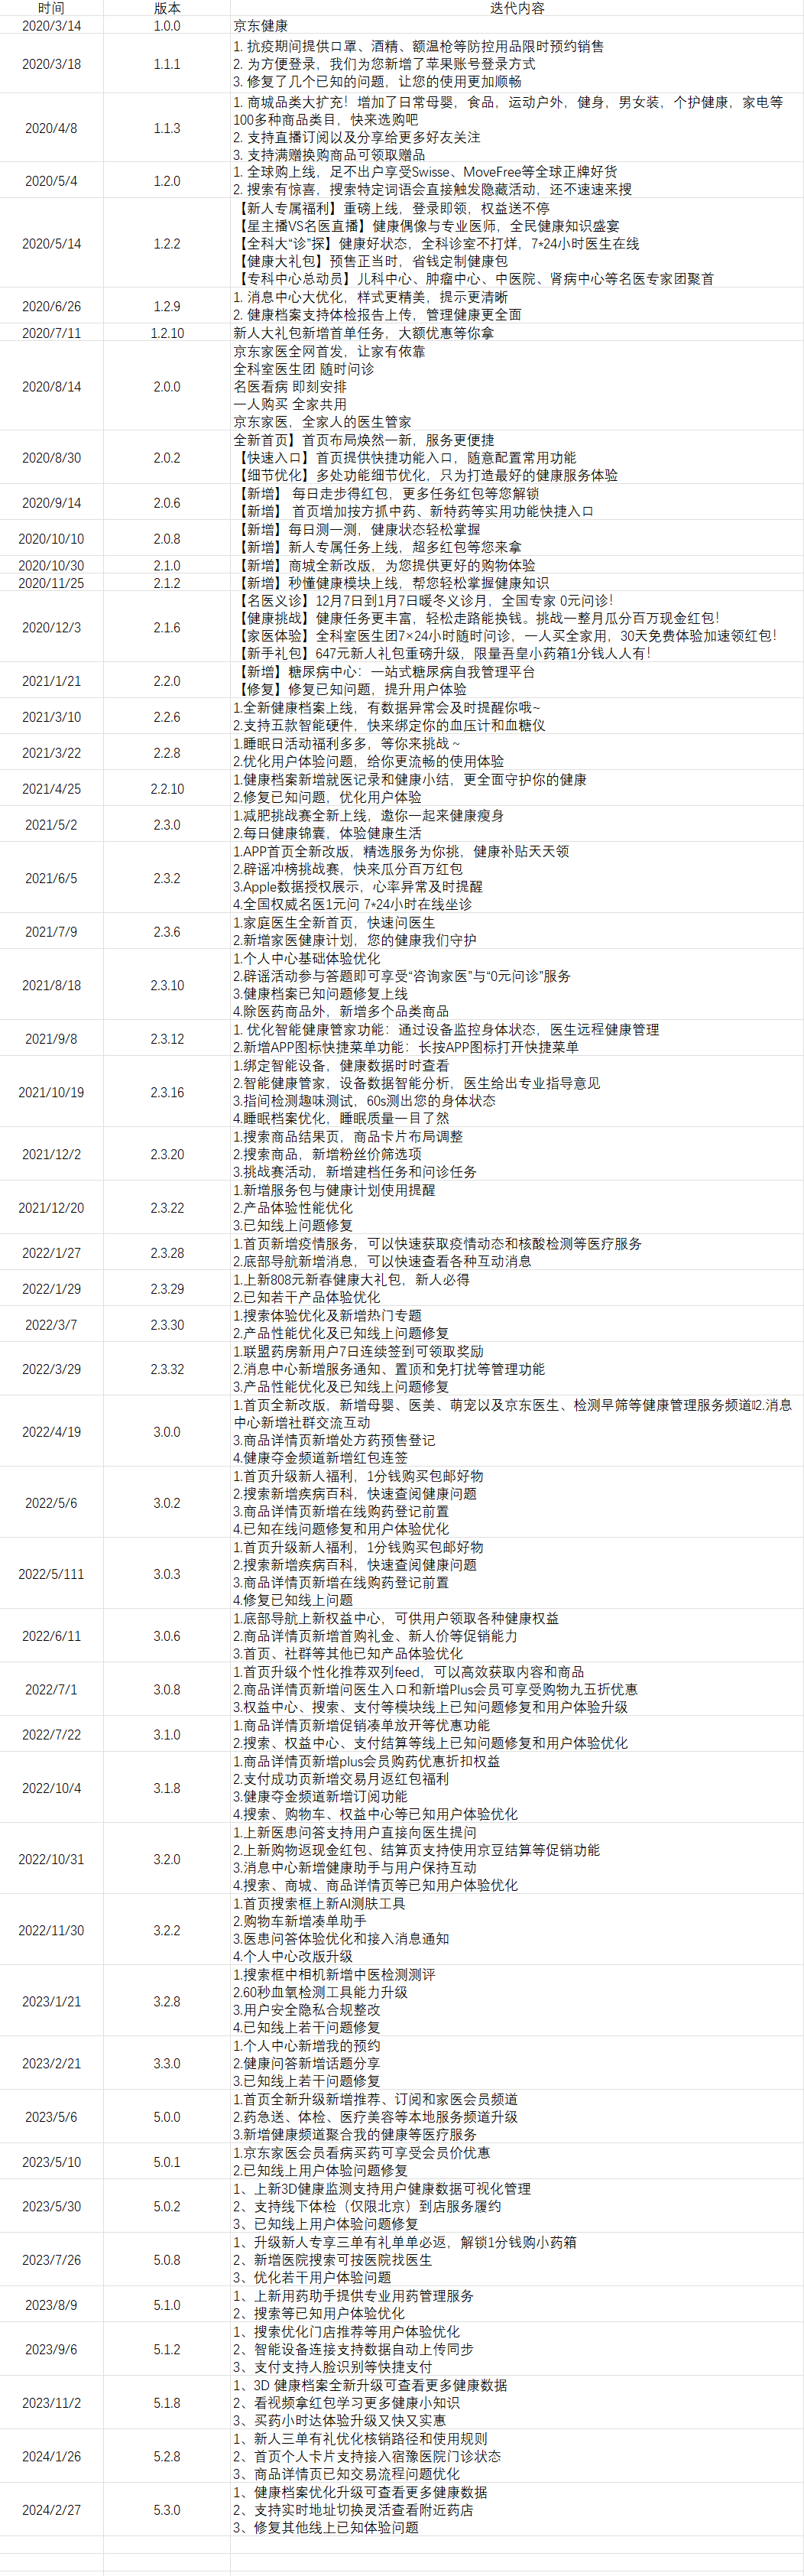 时间 版本 迭代内容
2020/3/14 1.0.0 京东健康
2020/3/18 1.1.1 1. 抗疫期间提供口罩、酒精、额温枪等防控用品限时预约销售
2. 为方便登录，我们为您新增了苹果账号登录方式
3. 修复了几个已知的问题，让您的使用更加顺畅
2020/4/8 1.1.3 1. 商城品类大扩充！增加了日常母婴，食品，运动户外，健身，男女装，个护健康，家电等
100多种商品类目，快来选购吧
2. 支持直播订阅以及分享给更多好友关注
3. 支持满赠换购商品可领取赠品
2020/5/4 1.2.0 1. 全球购上线，足不出户享受Swisse、MoveFree等全球正牌好货
2. 搜索有惊喜，搜索特定词语会直接触发隐藏活动，还不速速来搜
2020/5/14 1.2.2 【新人专属福利】重磅上线，登录即领，权益送不停
【星主播VS名医直播】健康偶像与专业医师，全民健康知识盛宴
【全科大“诊”探】健康好状态，全科诊室不打烊，7*24小时医生在线
【健康大礼包】预售正当时，省钱定制健康包
【专科中心总动员】儿科中心、肿瘤中心、中医院、肾病中心等名医专家团聚首
2020/6/26 1.2.9 1. 消息中心大优化，样式更精美，提示更清晰
2. 健康档案支持体检报告上传，管理健康更全面
2020/7/11 1.2.10 新人大礼包新增首单任务，大额优惠等你拿
2020/8/14 2.0.0 京东家医全网首发，让家有依靠
全科室医生团 随时问诊
名医看病 即刻安排
一人购买 全家共用
京东家医，全家人的医生管家
2020/8/30 2.0.2 全新首页】首页布局焕然一新，服务更便捷
【快速入口】首页提供快捷功能入口，随意配置常用功能
【细节优化】多处功能细节优化，只为打造最好的健康服务体验
2020/9/14 2.0.6 【新增】 每日走步得红包，更多任务红包等您解锁
【新增】 首页增加按方抓中药、新特药等实用功能快捷入口
2020/10/10 2.0.8 【新增】每日测一测，健康状态轻松掌握
【新增】新人专属任务上线，超多红包等您来拿
2020/10/30 2.1.0 【新增】商城全新改版，为您提供更好的购物体验
2020/11/25 2.1.2 【新增】秒懂健康模块上线，帮您轻松掌握健康知识
2020/12/3 2.1.6 【名医义诊】12月7日到1月7日暖冬义诊月，全国专家 0元问诊！
【健康挑战】健康任务更丰富，轻松走路能换钱。挑战一整月瓜分百万现金红包！
【家医体验】全科室医生团7×24小时随时问诊，一人买全家用，30天免费体验加速领红包！
【新手礼包】647元新人礼包重磅升级，限量吾皇小药箱1分钱人人有！
2021/1/21 2.2.0 【新增】糖尿病中心：一站式糖尿病自我管理平台
【修复】修复已知问题，提升用户体验
2021/3/10 2.2.6 1.全新健康档案上线，有数据异常会及时提醒你哦~
2.支持五款智能硬件，快来绑定你的血压计和血糖仪
2021/3/22 2.2.8 1.睡眠日活动福利多多，等你来挑战 ~
2.优化用户体验问题，给你更流畅的使用体验
2021/4/25 2.2.10 1.健康档案新增就医记录和健康小结，更全面守护你的健康
2.修复已知问题，优化用户体验
2021/5/2 2.3.0 1.减肥挑战赛全新上线，邀你一起来健康瘦身
2.每日健康锦囊，体验健康生活
2021/6/5 2.3.2 1.APP首页全新改版，精选服务为你挑，健康补贴天天领
2.辟谣冲榜挑战赛，快来瓜分百万红包
3.Apple数据授权展示，心率异常及时提醒
4.全国权威名医1元问 7*24小时在线坐诊
2021/7/9 2.3.6 1.家庭医生全新首页，快速问医生
2.新增家医健康计划，您的健康我们守护
2021/8/18 2.3.10 1.个人中心基础体验优化
2.辟谣活动参与答题即可享受“咨询家医”与“0元问诊”服务
3.健康档案已知问题修复上线
4.除医药商品外，新增多个品类商品
2021/9/8 2.3.12 1. 优化智能健康管家功能：通过设备监控身体状态，医生远程健康管理
2.新增APP图标快捷菜单功能：长按APP图标打开快捷菜单
2021/10/19 2.3.16 1.绑定智能设备，健康数据时时查看
2.智能健康管家，设备数据智能分析，医生给出专业指导意见
3.指间检测趣味测试，60s测出您的身体状态
4.睡眠档案优化，睡眠质量一目了然
2021/12/2 2.3.20 1.搜索商品结果页，商品卡片布局调整
2.搜索商品，新增粉丝价筛选项
3.挑战赛活动，新增建档任务和问诊任务
2021/12/20 2.3.22 1.新增服务包与健康计划使用提醒
2.产品体验性能优化
3.已知线上问题修复
2022/1/27 2.3.28 1.首页新增疫情服务，可以快速获取疫情动态和核酸检测等医疗服务
2.底部导航新增消息，可以快速查看各种互动消息
2022/1/29 2.3.29 1.上新808元新春健康大礼包，新人必得
2.已知若干产品体验优化
2022/3/7 2.3.30 1.搜索体验优化及新增热门专题
2.产品性能优化及已知线上问题修复
2022/3/29 2.3.32 1.联盟药房新用户7日连续签到可领取奖励
2.消息中心新增服务通知、置顶和免打扰等管理功能
3.产品性能优化及已知线上问题修复
2022/4/19 3.0.0 1.首页全新改版，新增母婴、医美、萌宠以及京东医生、检测早筛等健康管理服务频道2.消息
中心新增社群交流互动
3.商品详情页新增处方药预售登记
4.健康夺金频道新增红包连签
2022/5/6 3.0.2 1.首页升级新人福利，1分钱购买包邮好物
2.搜索新增疾病百科，快速查阅健康问题
3.商品详情页新增在线购药登记前置
4.已知在线问题修复和用户体验优化
2022/5/111 3.0.3 1.首页升级新人福利，1分钱购买包邮好物
2.搜索新增疾病百科，快速查阅健康问题
3.商品详情页新增在线购药登记前置
4.修复已知线上问题
2022/6/11 3.0.6 1.底部导航上新权益中心，可供用户领取各种健康权益
2.商品详情页新增首购礼金、新人价等促销能力
3.首页、社群等其他已知产品体验优化
2022/7/1 3.0.8 1.首页升级个性化推荐双列feed，可以高效获取内容和商品
2.商品详情页新增问医生入口和新增Plus会员可享受购物九五折优惠
3.权益中心、搜索、支付等模块线上已知问题修复和用户体验升级
2022/7/22 3.1.0 1.商品详情页新增促销凑单放开等优惠功能
2.搜索、权益中心、支付结算等线上已知问题修复和用户体验优化
2022/10/4 3.1.8 1.商品详情页新增plus会员购药优惠折扣权益
2.支付成功页新增交易月返红包福利
3.健康夺金频道新增订阅功能
4.搜索、购物车、权益中心等已知用户体验优化
2022/10/31 3.2.0 1.上新医患问答支持用户直接向医生提问
2.上新购物返现金红包、结算页支持使用京豆结算等促销功能
3.消息中心新增健康助手与用户保持互动
4.搜索、商城、商品详情页等已知用户体验优化
2022/11/30 3.2.2 1.首页搜索框上新AI测肤工具
2.购物车新增凑单助手
3.医患问答体验优化和接入消息通知
4.个人中心改版升级
2023/1/21 3.2.8 1.搜索框中相机新增中医检测测评
2.60秒血氧检测工具能力升级
3.用户安全隐私合规整改
4.已知线上若干问题修复
2023/2/21 3.3.0 1.个人中心新增我的预约
2.健康问答新增话题分享
3.已知线上若干问题修复
2023/5/6 5.0.0 1.首页全新升级新增推荐、订阅和家医会员频道
2.药急送、体检、医疗美容等本地服务频道升级
3.新增健康频道聚合我的健康等医疗服务
2023/5/10 5.0.1 1.京东家医会员看病买药可享受会员价优惠
2.已知线上用户体验问题修复
2023/5/30 5.0.2 1、上新3D健康监测支持用户健康数据可视化管理
2、支持线下体检（仅限北京）到店服务履约
3、已知线上用户体验问题修复
2023/7/26 5.0.8 1、升级新人专享三单有礼单单必返，解锁1分钱购小药箱
2、新增医院搜索可按医院找医生
3、优化若干用户体验问题
2023/8/9 5.1.0 1、上新用药助手提供专业用药管理服务
2、搜索等已知用户体验优化
2023/9/6 5.1.2 1、搜索优化门店推荐等用户体验优化
2、智能设备连接支持数据自动上传同步
3、支付支持人脸识别等快捷支付
2023/11/2 5.1.8 1、3D 健康档案全新升级可查看更多健康数据
2、看视频拿红包学习更多健康小知识
3、买药小时达体验升级又快又实惠
2024/1/26 5.2.8 1、新人三单有礼优化核销路径和使用规则
2、首页个人卡片支持接入宿豫医院门诊状态
3、商品详情页已知交易流程问题优化
2024/2/27 5.3.0 1、健康档案优化升级可查看更多健康数据
2、支持实时地址切换灵活查看附近药店
3、修复其他线上已知体验问题